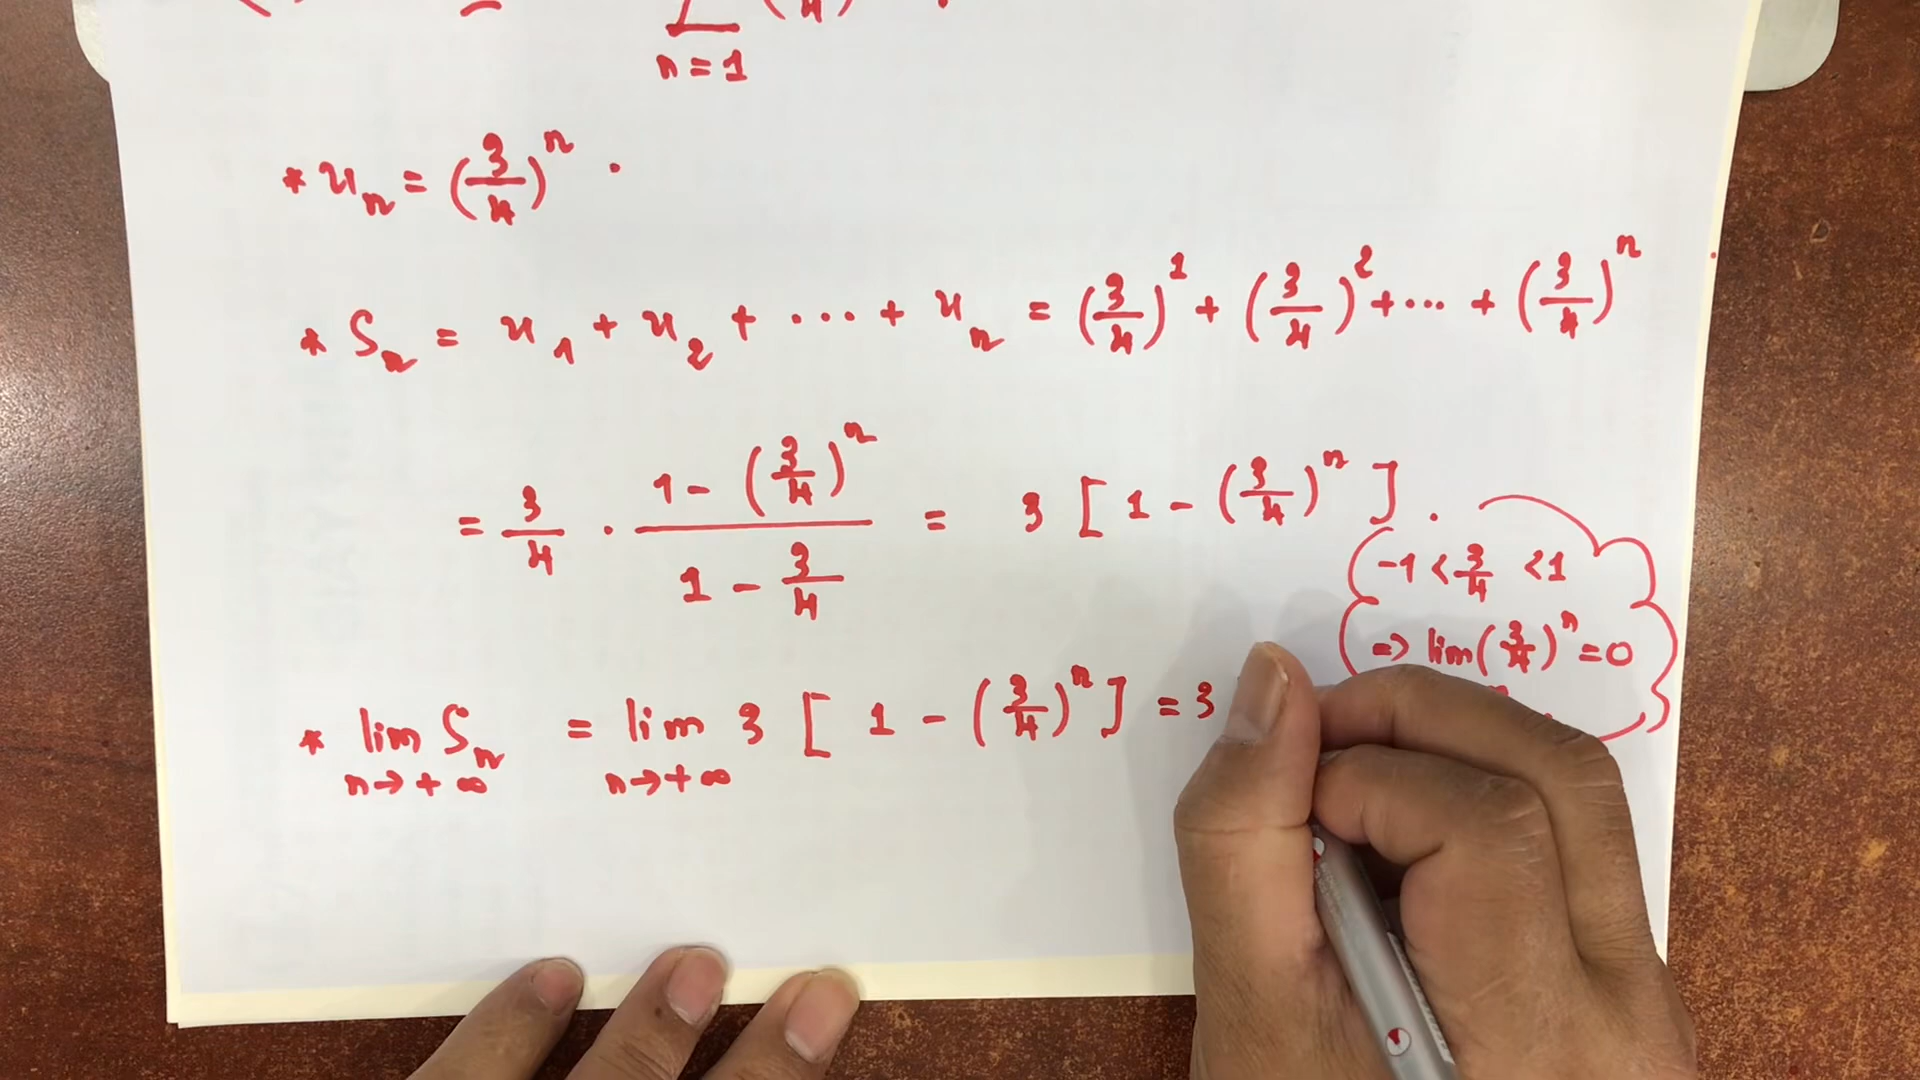 n = 1
* u_n = (3/4)^n .
* S_n = u_1 + u_2 + ... + u_n = (3/4)^1 + (3/4)^2 + ... + (3/4)^n
= 3/4 . (1 - (3/4)^n)/(1 - 3/4) = 3 [ 1 - (3/4)^n ] .
-1 < 3/4 < 1
=> lim (3/4)^n = 0
* lim S_n = lim 3 [ 1 - (3/4)^n ] = 3
n→+∞ n→+∞